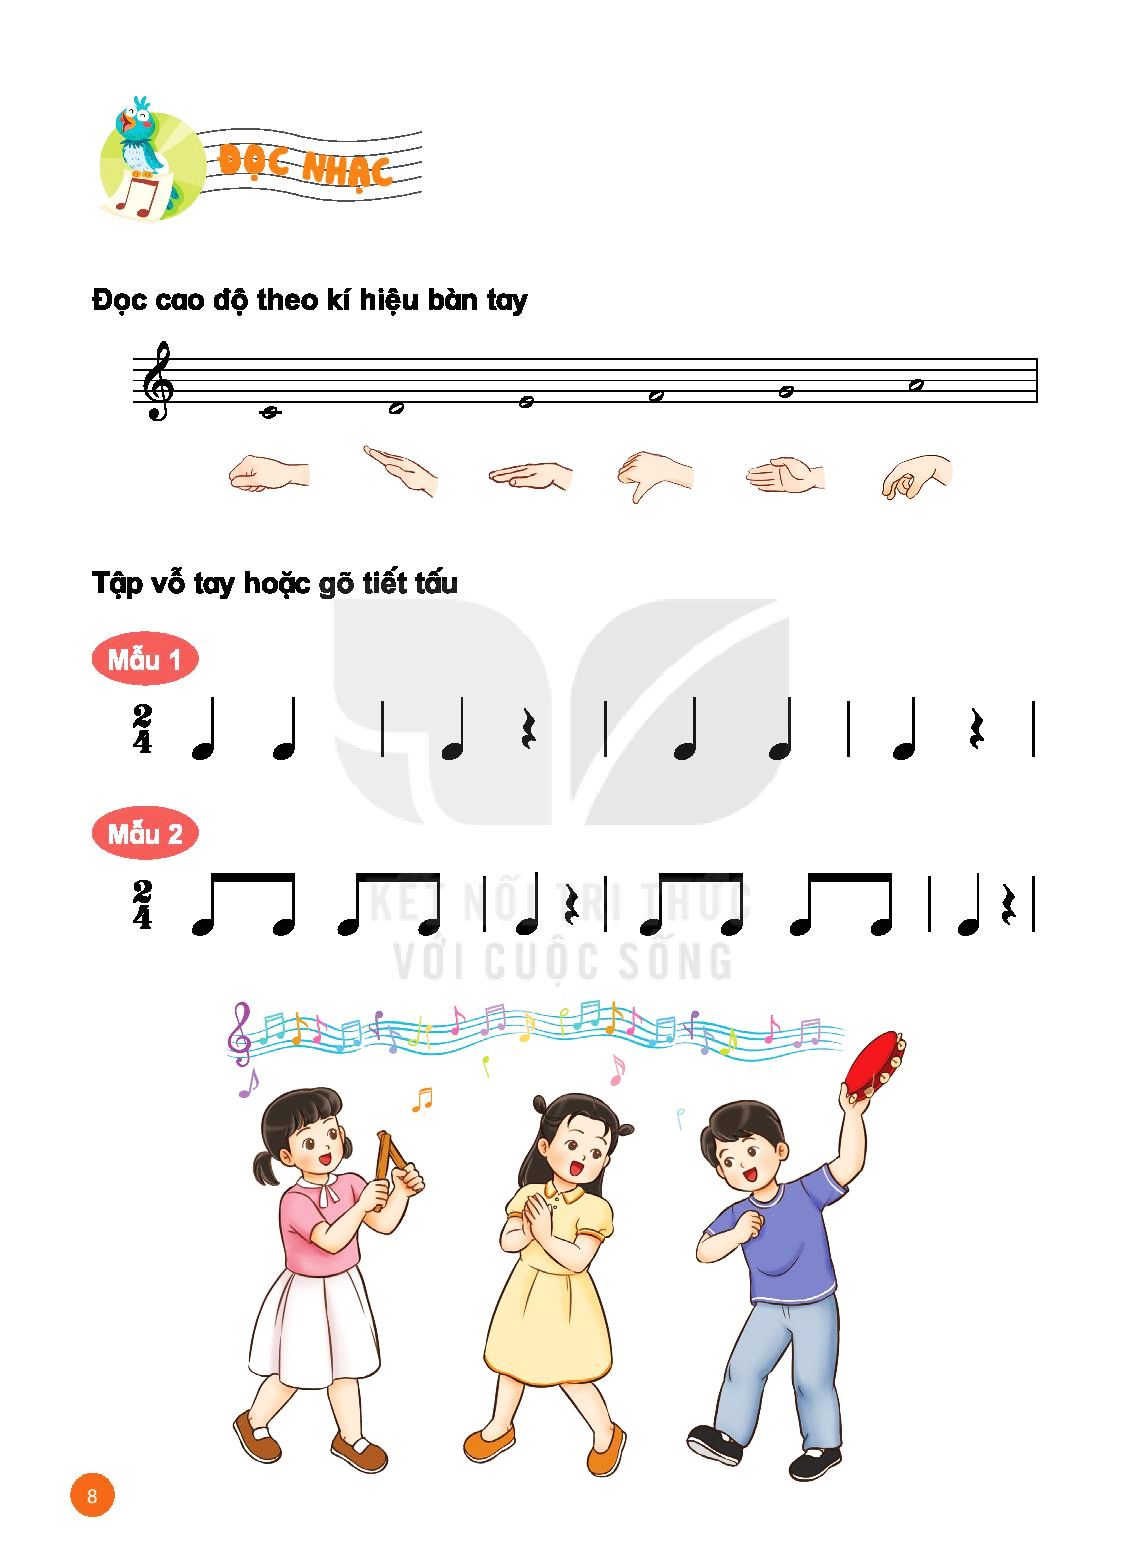 ĐỌC NHẠC
Đọc cao độ theo kí hiệu bàn tay
Tập vỗ tay hoặc gõ tiết tấu
Mẫu 1
2
4
Mẫu 2
2
4
KẾT NỐI TRI THỨC
VỚI CUỘC SỐNG
8